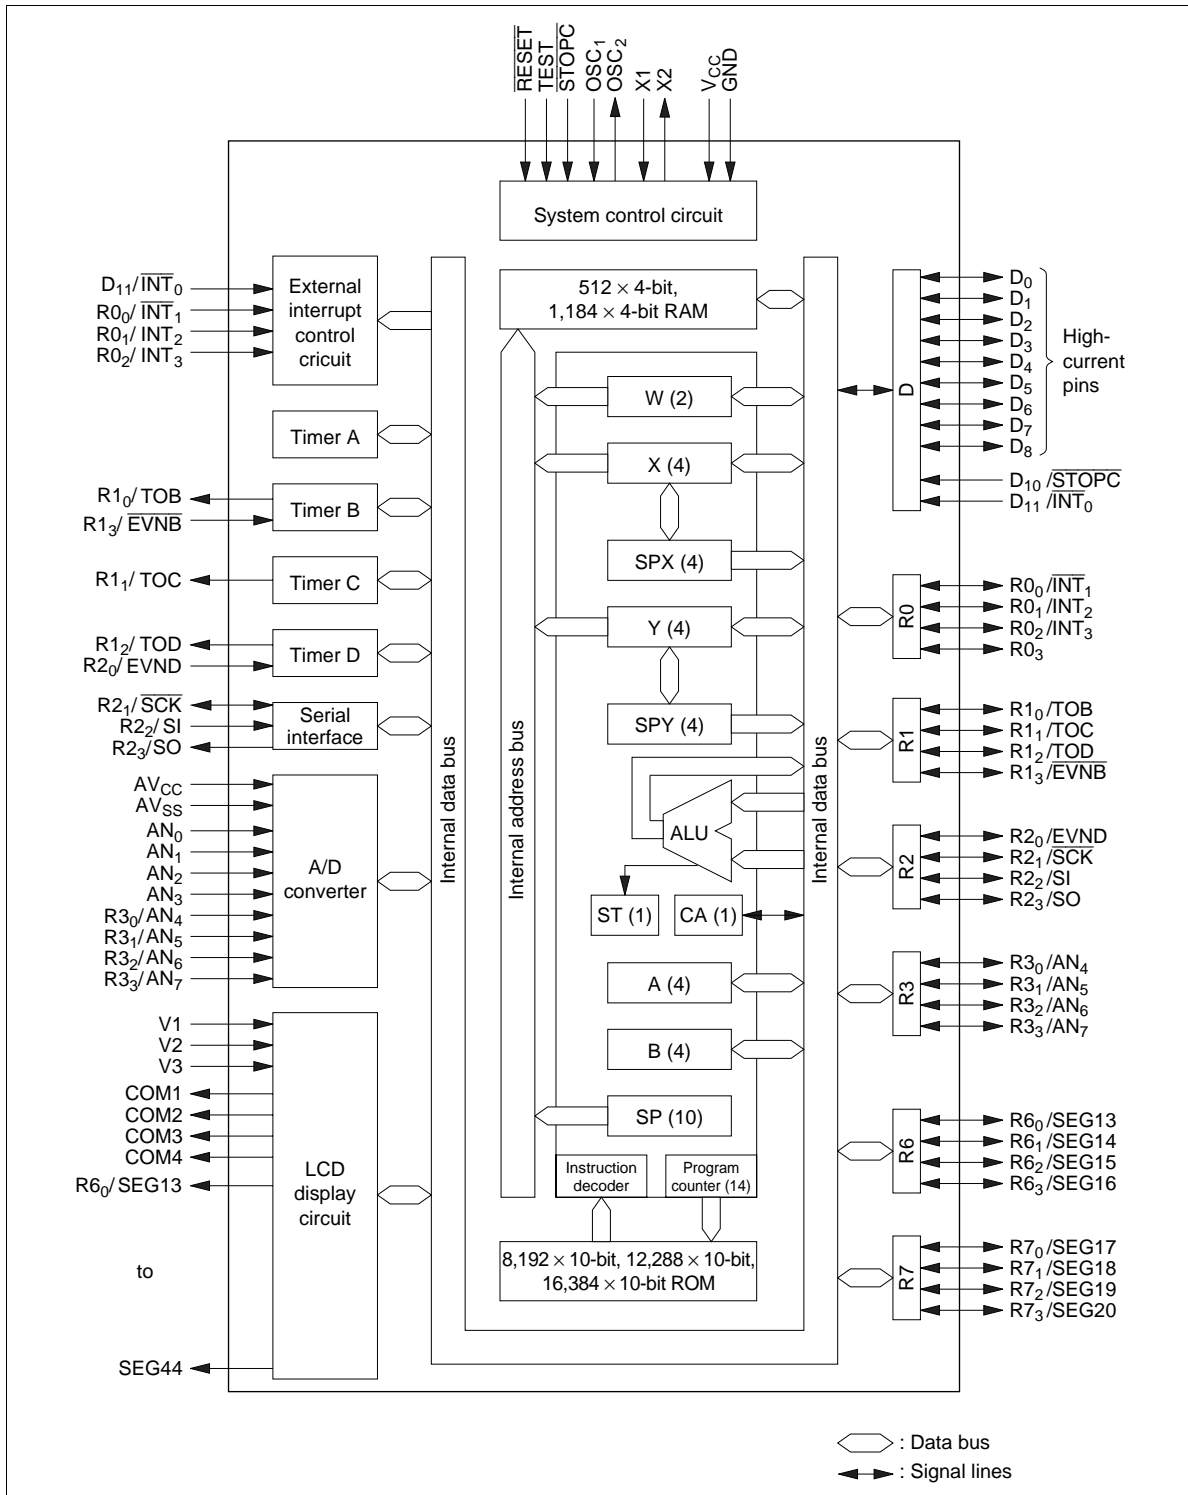 RESET
TEST
STOPC
OSC1
OSC2
X1
X2
VCC
GND
System control circuit
D11/INT0
R00/INT1
R01/INT2
R02/INT3
External
interrupt
control
cricuit
Timer A
R10/TOB
R13/EVNB
Timer B
R11/TOC
Timer C
R12/TOD
R20/EVND
Timer D
R21/SCK
R22/SI
R23/SO
Serial
interface
AVCC
AVSS
AN0
AN1
AN2
AN3
R30/AN4
R31/AN5
R32/AN6
R33/AN7
A/D
converter
V1
V2
V3
COM1
COM2
COM3
COM4
R60/SEG13
to
SEG44
LCD
display
circuit
Internal data bus
Internal address bus
512 × 4-bit,
1,184 × 4-bit RAM
W (2)
X (4)
SPX (4)
Y (4)
SPY (4)
ALU
ST (1)
CA (1)
A (4)
B (4)
SP (10)
Instruction
decoder
Program
counter (14)
8,192 × 10-bit, 12,288 × 10-bit,
16,384 × 10-bit ROM
Internal data bus
D
D0
D1
D2
D3
D4
D5
D6
D7
D8
High-
current
pins
D10/STOPC
D11/INT0
R0
R00/INT1
R01/INT2
R02/INT3
R03
R1
R10/TOB
R11/TOC
R12/TOD
R13/EVNB
R2
R20/EVND
R21/SCK
R22/SI
R23/SO
R3
R30/AN4
R31/AN5
R32/AN6
R33/AN7
R6
R60/SEG13
R61/SEG14
R62/SEG15
R63/SEG16
R7
R70/SEG17
R71/SEG18
R72/SEG19
R73/SEG20
: Data bus
: Signal lines